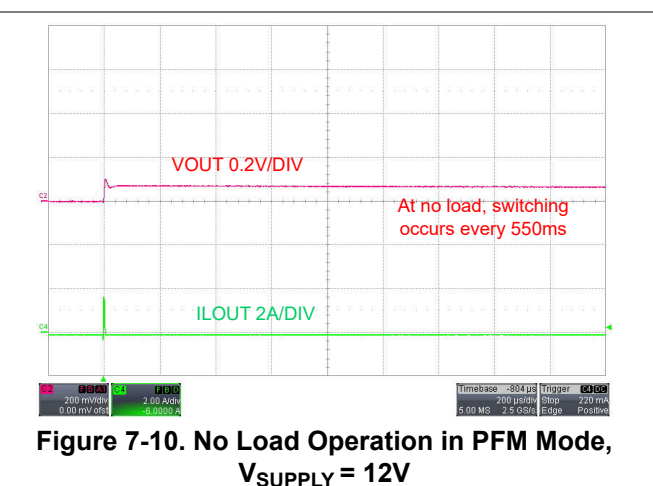 VOUT 0.2V/DIV
C2
At no load, switching
occurs every 550ms
ILOUT 2A/DIV
C4
200 mV/div
0.00 mV ofst
C4
2.00 A/div
-6.0000 A
Timebase -804 µs
200 µs/div
5.00 MS 2.5 GS/s
Trigger C4 DC
Stop 220 mA
Edge Positive
Figure 7-10. No Load Operation in PFM Mode,
VSUPPLY = 12V